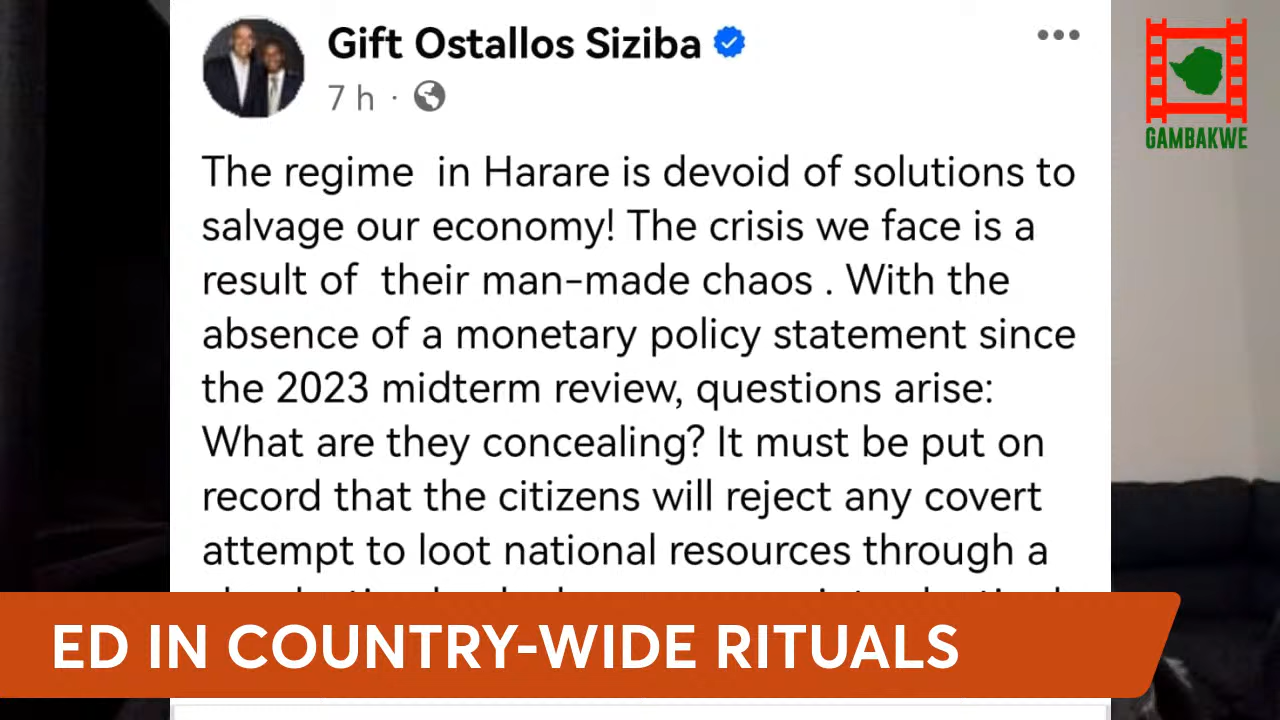 Gift Ostallos Siziba
7 h ·
GAMBAKWE
The regime in Harare is devoid of solutions to
salvage our economy! The crisis we face is a
result of their man-made chaos . With the
absence of a monetary policy statement since
the 2023 midterm review, questions arise:
What are they concealing? It must be put on
record that the citizens will reject any covert
attempt to loot national resources through a
ED IN COUNTRY-WIDE RITUALS